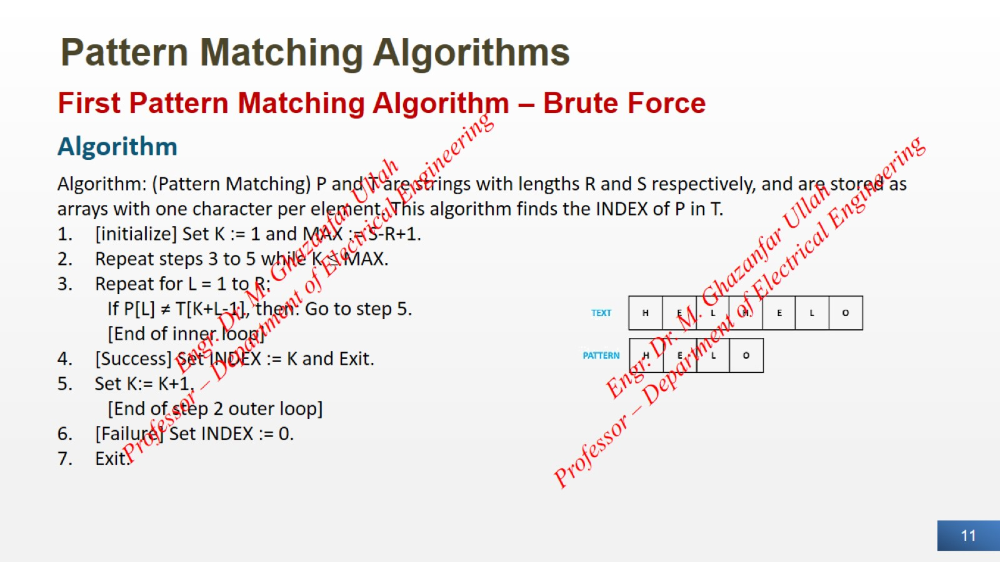 Pattern Matching Algorithms
First Pattern Matching Algorithm – Brute Force
Algorithm
Algorithm: (Pattern Matching) P and T are strings with lengths R and S respectively, and are stored as
arrays with one character per element. This algorithm finds the INDEX of P in T.
1. [initialize] Set K := 1 and MAX := S-R+1.
2. Repeat steps 3 to 5 while K ≤ MAX.
3. Repeat for L = 1 to R:
If P[L] ≠ T[K+L-1], then: Go to step 5.
[End of inner loop]
4. [Success] Set INDEX := K and Exit.
5. Set K:= K+1.
[End of step 2 outer loop]
6. [Failure] Set INDEX := 0.
7. Exit.
TEXT H E L H E L O
PATTERN H E L O
Engr. Dr. M. Ghazanfar Ullah
Professor – Department of Electrical Engineering
Engr. Dr. M. Ghazanfar Ullah
Professor – Department of Electrical Engineering
11